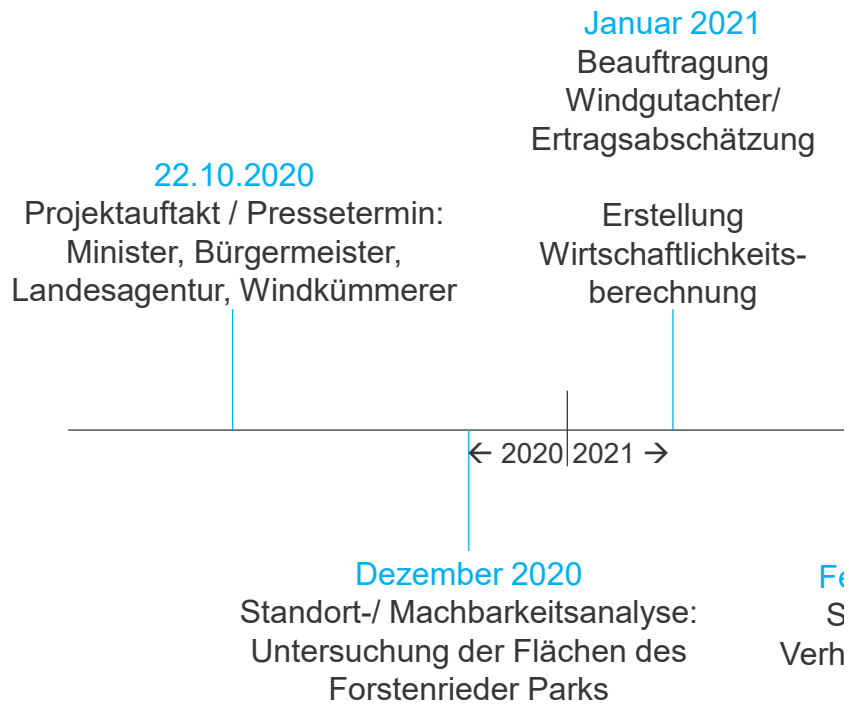 Januar 2021
Beauftragung
Windgutachter/
Ertragsabschätzung
Erstellung
Wirtschaftlichkeits-
berechnung
22.10.2020
Projektauftakt / Pressetermin:
Minister, Bürgermeister,
Landesagentur, Windkümmerer
← 2020 2021 →
Dezember 2020
Standort-/ Machbarkeitsanalyse:
Untersuchung der Flächen des
Forstenrieder Parks